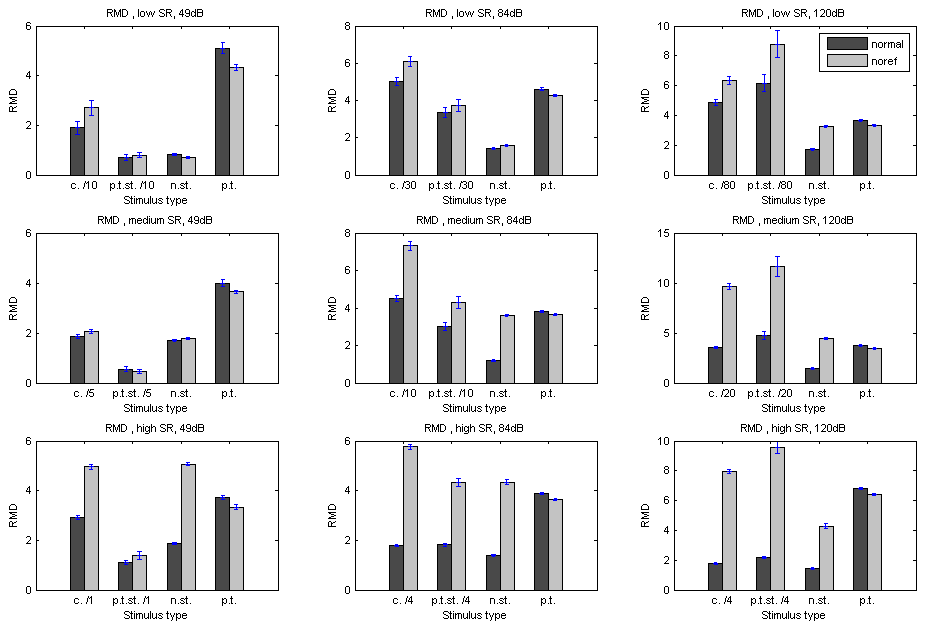 RMD , low SR, 49dB
RMD
6
4
2
0
c. /10 p.t.st. /10 n.st. p.t.
Stimulus type
RMD , low SR, 84dB
RMD
8
6
4
2
0
c. /30 p.t.st. /30 n.st. p.t.
Stimulus type
RMD , low SR, 120dB
RMD
10
8
6
4
2
0
normal
noref
c. /80 p.t.st. /80 n.st. p.t.
Stimulus type
RMD , medium SR, 49dB
RMD
6
4
2
0
c. /5 p.t.st. /5 n.st. p.t.
Stimulus type
RMD , medium SR, 84dB
RMD
8
6
4
2
0
c. /10 p.t.st. /10 n.st. p.t.
Stimulus type
RMD , medium SR, 120dB
RMD
15
10
5
0
c. /20 p.t.st. /20 n.st. p.t.
Stimulus type
RMD , high SR, 49dB
RMD
6
4
2
0
c. /1 p.t.st. /1 n.st. p.t.
Stimulus type
RMD , high SR, 84dB
RMD
6
4
2
0
c. /4 p.t.st. /4 n.st. p.t.
Stimulus type
RMD , high SR, 120dB
RMD
10
8
6
4
2
0
c. /4 p.t.st. /4 n.st. p.t.
Stimulus type